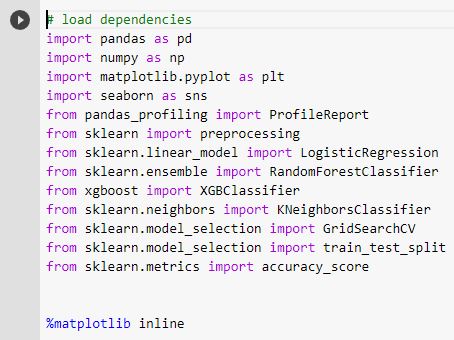 # load dependencies
import pandas as pd
import numpy as np
import matplotlib.pyplot as plt
import seaborn as sns
from pandas_profiling import ProfileReport
from sklearn import preprocessing
from sklearn.linear_model import LogisticRegression
from sklearn.ensemble import RandomForestClassifier
from xgboost import XGBClassifier
from sklearn.neighbors import KNeighborsClassifier
from sklearn.model_selection import GridSearchCV
from sklearn.model_selection import train_test_split
from sklearn.metrics import accuracy_score
%matplotlib inline